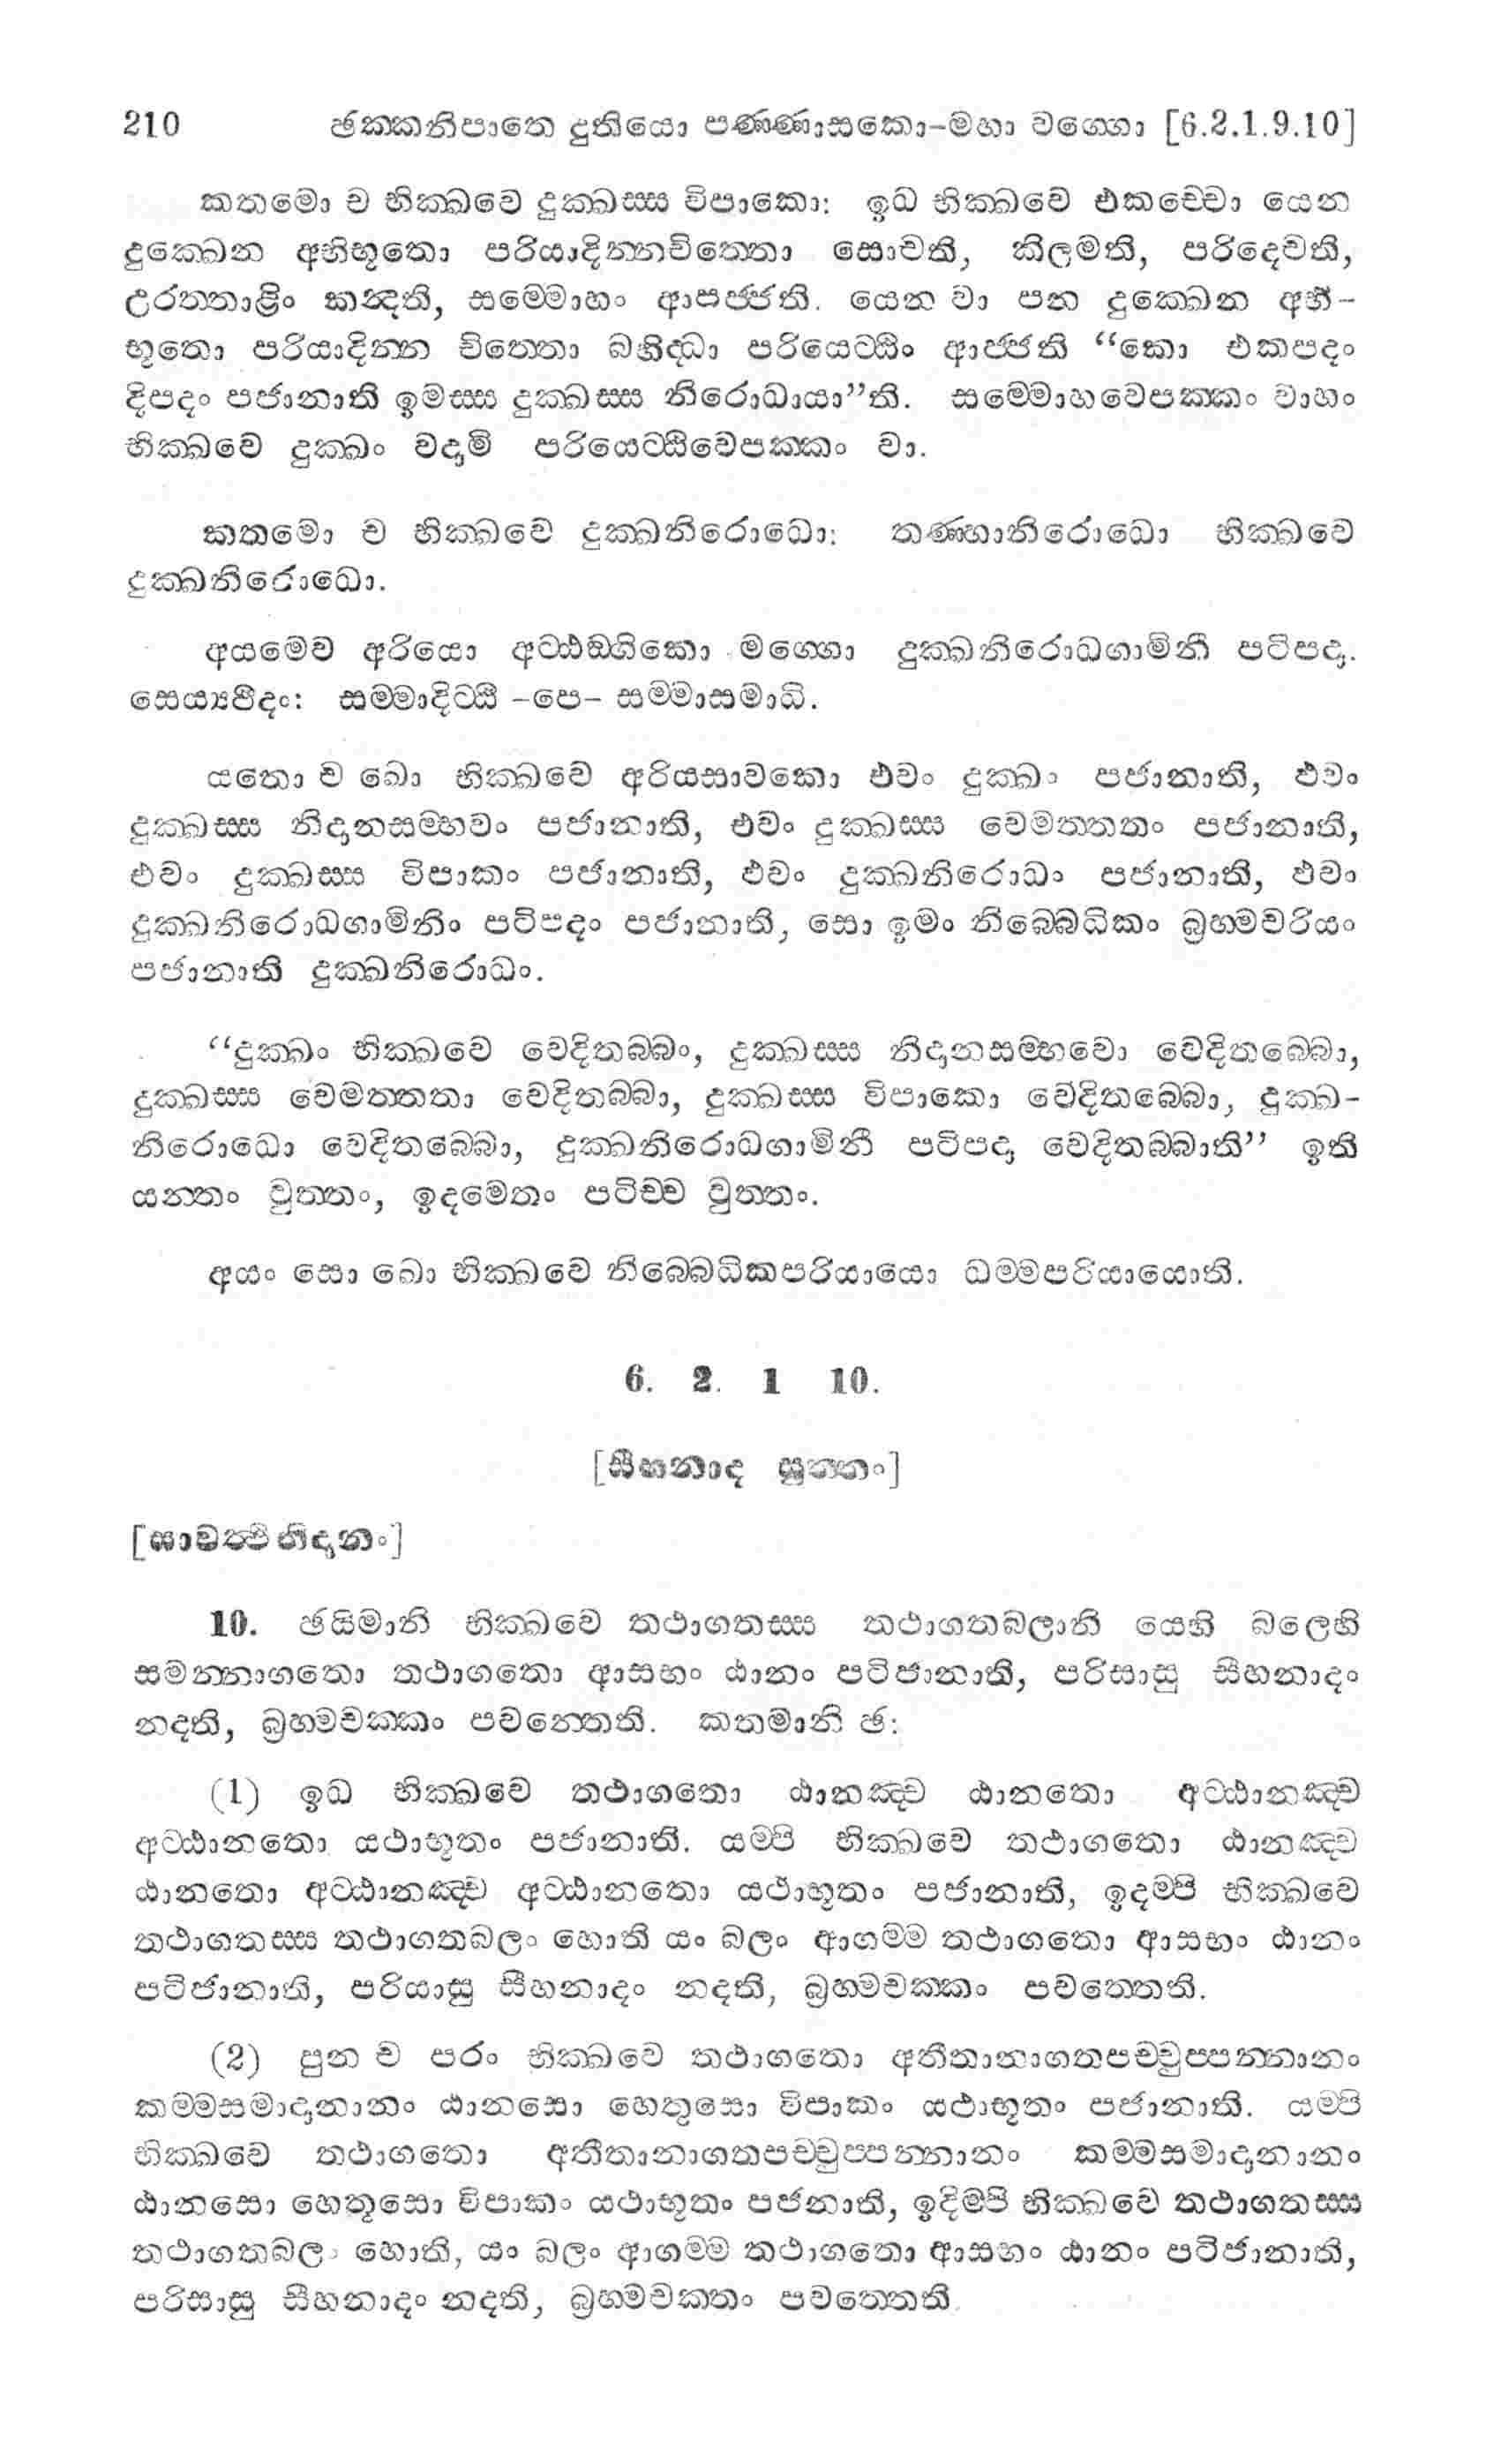 210 ඡක්කනිපාතෙ දුතියො පණ්ණාසකො-මහා වග්ගො [6.2.1.9.10]
කතමො ච භික්ඛවෙ දුක්ඛස්ස විපාකො: ඉධ භික්ඛවෙ එකච්චො යෙන
දුක්ඛෙන අභිභූතො පරියාදින්නචිත්තො සොචති, කිලමති, පරිදෙවති,
උරත්තාළිං කන්දති, සම්මොහං ආපජ්ජති. යෙන වා පන දුක්ඛෙන අභි-
භූතො පරියාදින්න චිත්තො බහිද්ධා පරියෙට්ඨිං ආජ්ජති “කො එකපදං
දිපදං පජානාති ඉමස්ස දුක්ඛස්ස නිරොධායා”ති. සම්මොහවෙපක්කං වාහං
භික්ඛවෙ දුක්ඛං වදාමි පරියෙට්ඨිවෙපක්කං වා.
කතමො ච භික්ඛවෙ දුක්ඛනිරොධො: තණ්හානිරොධො භික්ඛවෙ
දුක්ඛනිරොධො.
අයමෙව අරියො අට්ඨඞ්ගිකො මග්ගො දුක්ඛනිරොධගාමිනී පටිපදා.
සෙය්‍යථීදං: සම්මාදිට්ඨි -පෙ- සම්මාසමාධි.
යතො ච ඛො භික්ඛවෙ අරියසාවකො එවං දුක්ඛං පජානාති, එවං
දුක්ඛස්ස නිදානසම්භවං පජානාති, එවං දුක්ඛස්ස වෙමත්තතං පජානාති,
එවං දුක්ඛස්ස විපාකං පජානාති, එවං දුක්ඛනිරොධං පජානාති, එවං
දුක්ඛනිරොධගාමිනිං පටිපදං පජානාති, සො ඉමං නිබ්බෙධිකං බ්‍රහ්මචරියං
පජානාති දුක්ඛනිරොධං.
“දුක්ඛං භික්ඛවෙ වෙදිතබ්බං, දුක්ඛස්ස නිදානසම්භවො වෙදිතබ්බො,
දුක්ඛස්ස වෙමත්තතා වෙදිතබ්බා, දුක්ඛස්ස විපාකො වෙදිතබ්බො, දුක්ඛ-
නිරොධො වෙදිතබ්බො, දුක්ඛනිරොධගාමිනී පටිපදා වෙදිතබ්බාති” ඉති
යන්තං වුත්තං, ඉදමෙතං පටිච්ච වුත්තං.
අයං සො ඛො භික්ඛවෙ නිබ්බෙධිකපරියායො ධම්මපරියායොති.
6. 2. 1 10.
[සීහනාද සුත්තං]
[සාවත්ථිනිදානං]
10. ඡයිමානි භික්ඛවෙ තථාගතස්ස තථාගතබලානි යෙහි බලෙහි
සමන්නාගතො තථාගතො ආසභං ඨානං පටිජානාති, පරිසාසු සීහනාදං
නදති, බ්‍රහ්මචක්කං පවත්තෙති. කතමානි ඡ:
(1) ඉධ භික්ඛවෙ තථාගතො ඨානඤ්ච ඨානතො අට්ඨානඤ්ච
අට්ඨානතො යථාභූතං පජානාති. යම්පි භික්ඛවෙ තථාගතො ඨානඤ්ච
ඨානතො අට්ඨානඤ්ච අට්ඨානතො යථාභූතං පජානාති, ඉදම්පි භික්ඛවෙ
තථාගතස්ස තථාගතබලං හොති යං බලං ආගම්ම තථාගතො ආසභං ඨානං
පටිජානාති, පරියාසු සීහනාදං නදති, බ්‍රහ්මචක්කං පවත්තෙති.
(2) පුන ච පරං භික්ඛවෙ තථාගතො අතීතානාගතපච්චුප්පන්නානං
කම්මසමාදානානං ඨානසො හෙතුසො විපාකං යථාභූතං පජානාති. යම්පි
භික්ඛවෙ තථාගතො අතීතානාගතපච්චුප්පන්නානං කම්මසමාදානානං
ඨානසො හෙතූසො විපාකං යථාභූතං පජනාති, ඉදිම්පි භික්ඛවෙ තථාගතස්ස
තථාගතබලං හොති, යං බලං ආගම්ම තථාගතො ආසභං ඨානං පටිජානාති,
පරිසාසු සීහනාදං නදති, බ්‍රහ්මචක්කං පවත්තෙති.